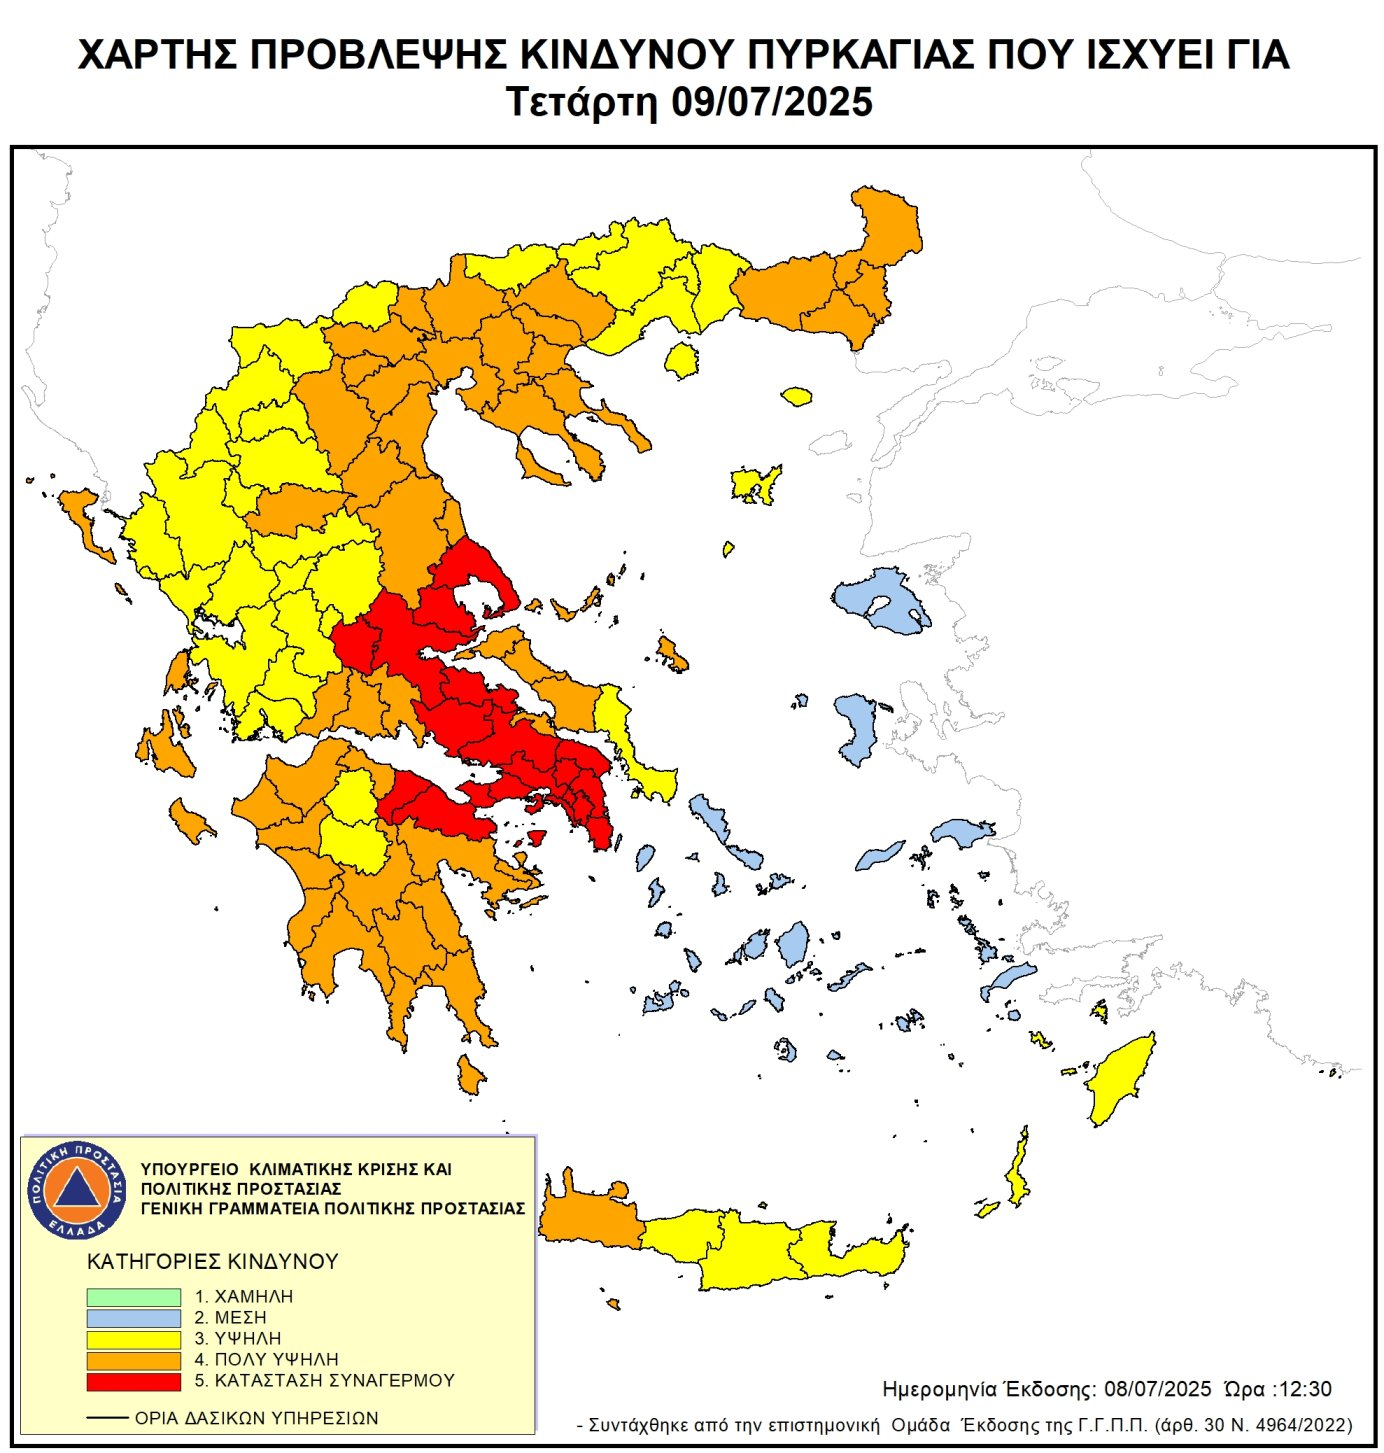 ΧΑΡΤΗΣ ΠΡΟΒΛΕΨΗΣ ΚΙΝΔΥΝΟΥ ΠΥΡΚΑΓΙΑΣ ΠΟΥ ΙΣΧΥΕΙ ΓΙΑ
Τετάρτη 09/07/2025
ΠΟΛΙΤΙΚΗ ΠΡΟΣΤΑΣΙΑ
ΕΛΛΑΔΑ
ΥΠΟΥΡΓΕΙΟ ΚΛΙΜΑΤΙΚΗΣ ΚΡΙΣΗΣ ΚΑΙ
ΠΟΛΙΤΙΚΗΣ ΠΡΟΣΤΑΣΙΑΣ
ΓΕΝΙΚΗ ΓΡΑΜΜΑΤΕΙΑ ΠΟΛΙΤΙΚΗΣ ΠΡΟΣΤΑΣΙΑΣ
ΚΑΤΗΓΟΡΙΕΣ ΚΙΝΔΥΝΟΥ
1. ΧΑΜΗΛΗ
2. ΜΕΣΗ
3. ΥΨΗΛΗ
4. ΠΟΛΥ ΥΨΗΛΗ
5. ΚΑΤΑΣΤΑΣΗ ΣΥΝΑΓΕΡΜΟΥ
ΟΡΙΑ ΔΑΣΙΚΩΝ ΥΠΗΡΕΣΙΩΝ
Ημερομηνία Έκδοσης: 08/07/2025 Ώρα :12:30
- Συντάχθηκε από την επιστημονική Ομάδα Έκδοσης της Γ.Γ.Π.Π. (άρθ. 30 Ν. 4964/2022)